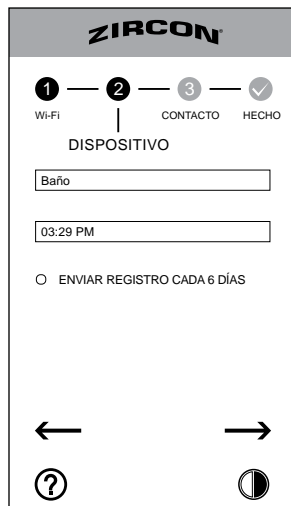 ZIRCON
1 2 3
Wi-Fi CONTACTO HECHO
DISPOSITIVO
Baño
03:29 PM
ENVIAR REGISTRO CADA 6 DÍAS
?